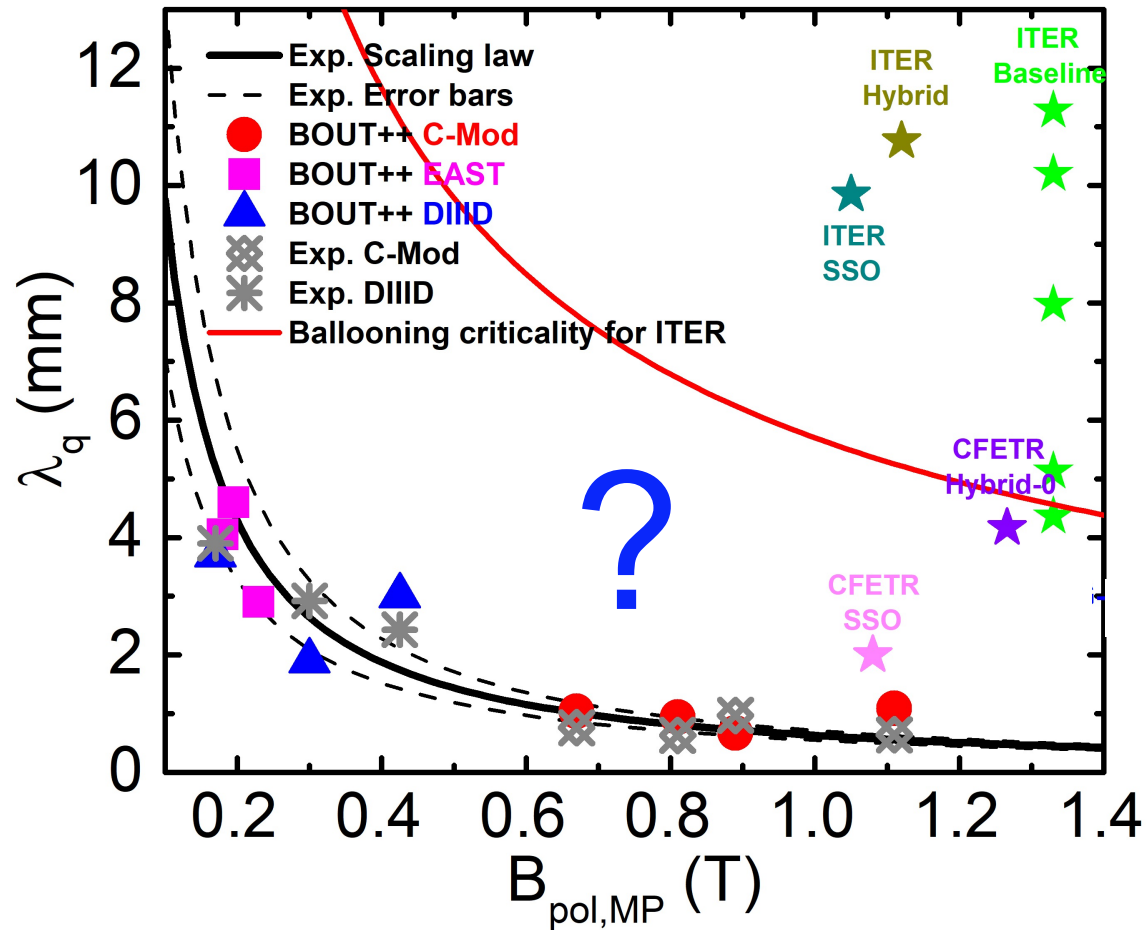 Exp. Scaling law
Exp. Error bars
BOUT++ C-Mod
BOUT++ EAST
BOUT++ DIIID
Exp. C-Mod
Exp. DIIID
Ballooning criticality for ITER
ITER
Hybrid
ITER
Baseline
ITER
SSO
CFETR
Hybrid-0
CFETR
SSO
?
12
10
8
6
4
2
0
λq (mm)
0.2 0.4 0.6 0.8 1.0 1.2 1.4
Bpol,MP (T)